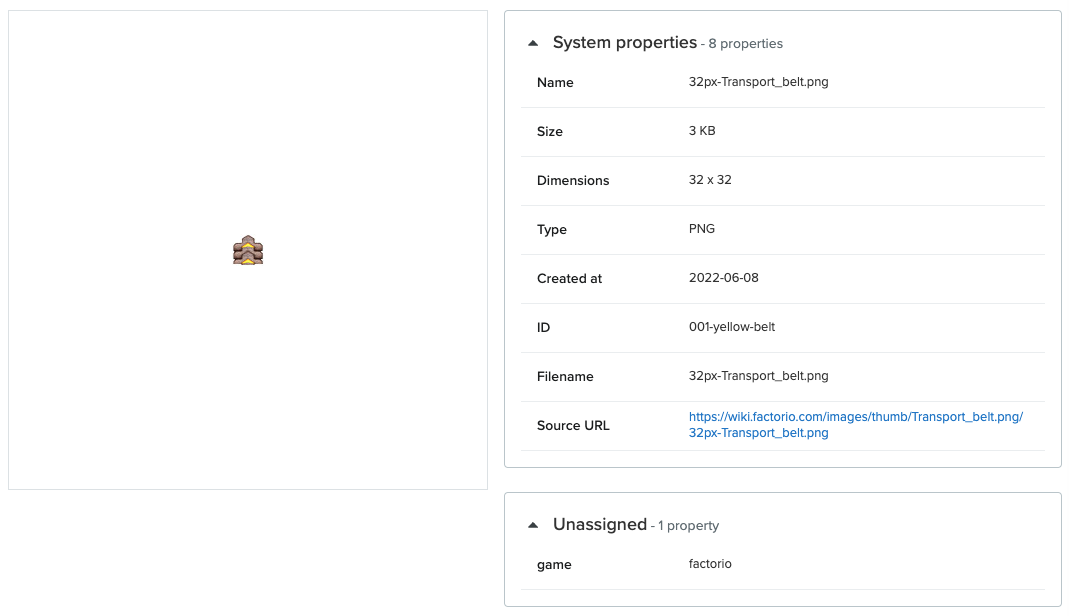 System properties - 8 properties
Name 32px-Transport_belt.png
Size 3 KB
Dimensions 32 x 32
Type PNG
Created at 2022-06-08
ID 001-yellow-belt
Filename 32px-Transport_belt.png
Source URL https://wiki.factorio.com/images/thumb/Transport_belt.png/
32px-Transport_belt.png
Unassigned - 1 property
game factorio